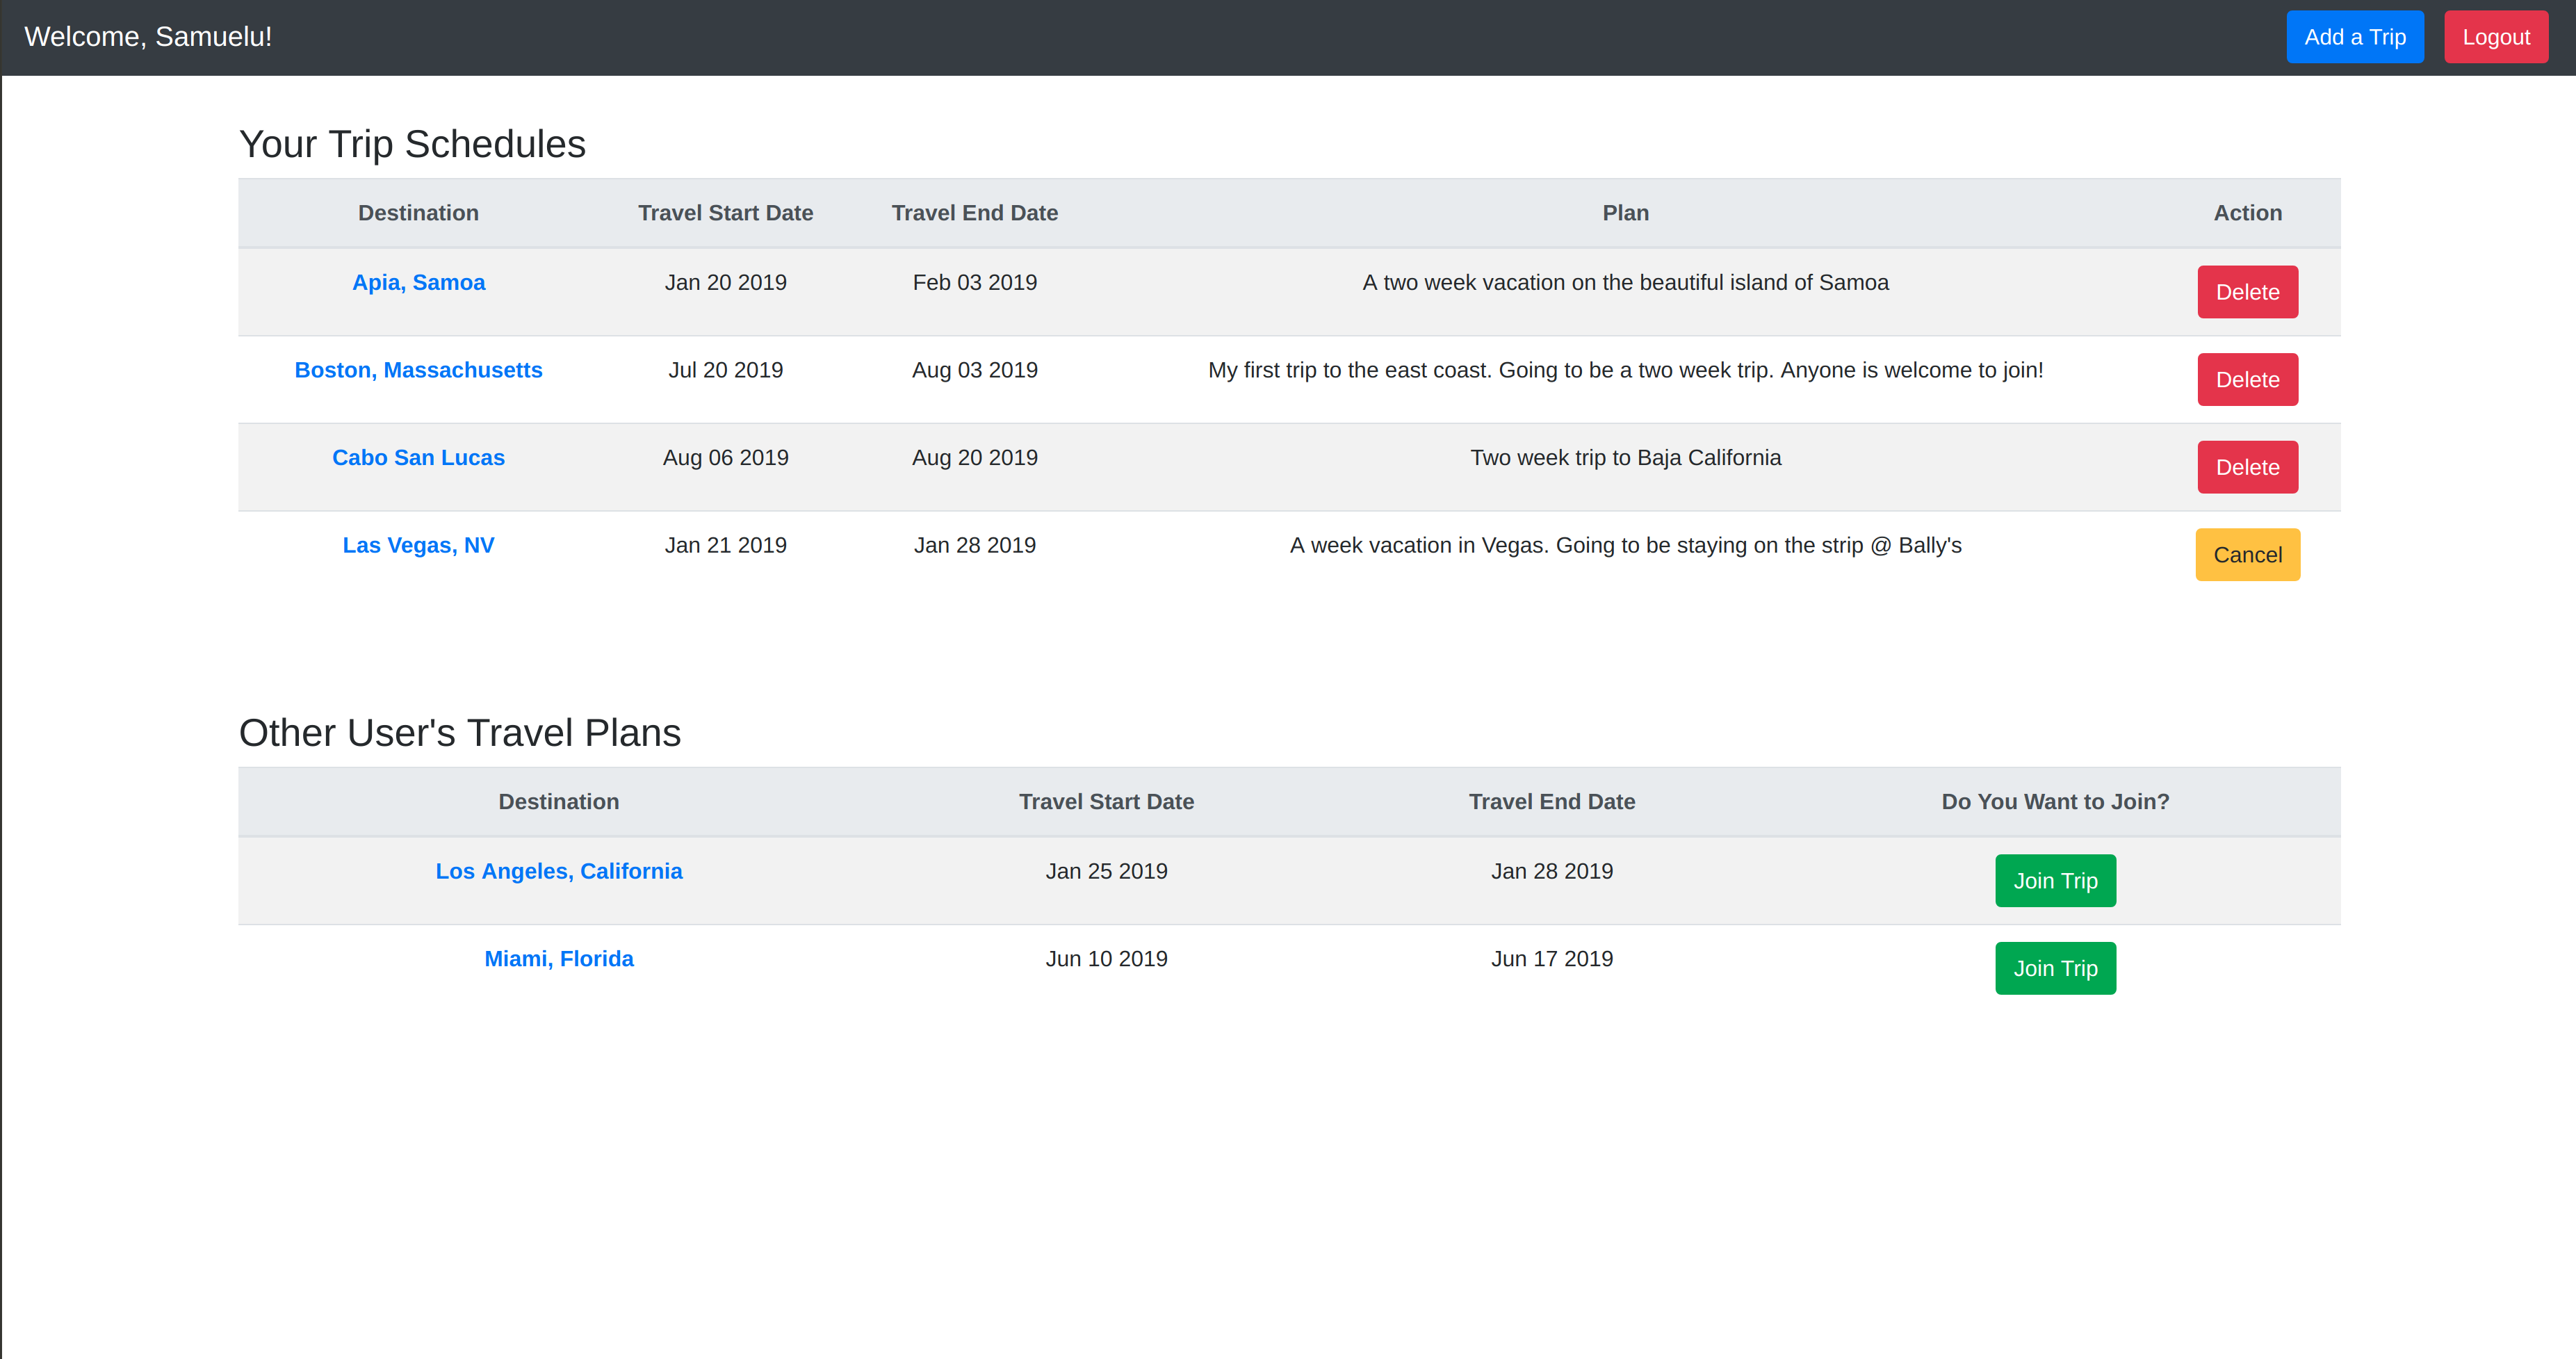 Welcome, Samuelu! Add a Trip Logout
Your Trip Schedules
Destination Travel Start Date Travel End Date Plan Action
Apia, Samoa Jan 20 2019 Feb 03 2019 A two week vacation on the beautiful island of Samoa Delete
Boston, Massachusetts Jul 20 2019 Aug 03 2019 My first trip to the east coast. Going to be a two week trip. Anyone is welcome to join! Delete
Cabo San Lucas Aug 06 2019 Aug 20 2019 Two week trip to Baja California Delete
Las Vegas, NV Jan 21 2019 Jan 28 2019 A week vacation in Vegas. Going to be staying on the strip @ Bally's Cancel
Other User's Travel Plans
Destination Travel Start Date Travel End Date Do You Want to Join?
Los Angeles, California Jan 25 2019 Jan 28 2019 Join Trip
Miami, Florida Jun 10 2019 Jun 17 2019 Join Trip